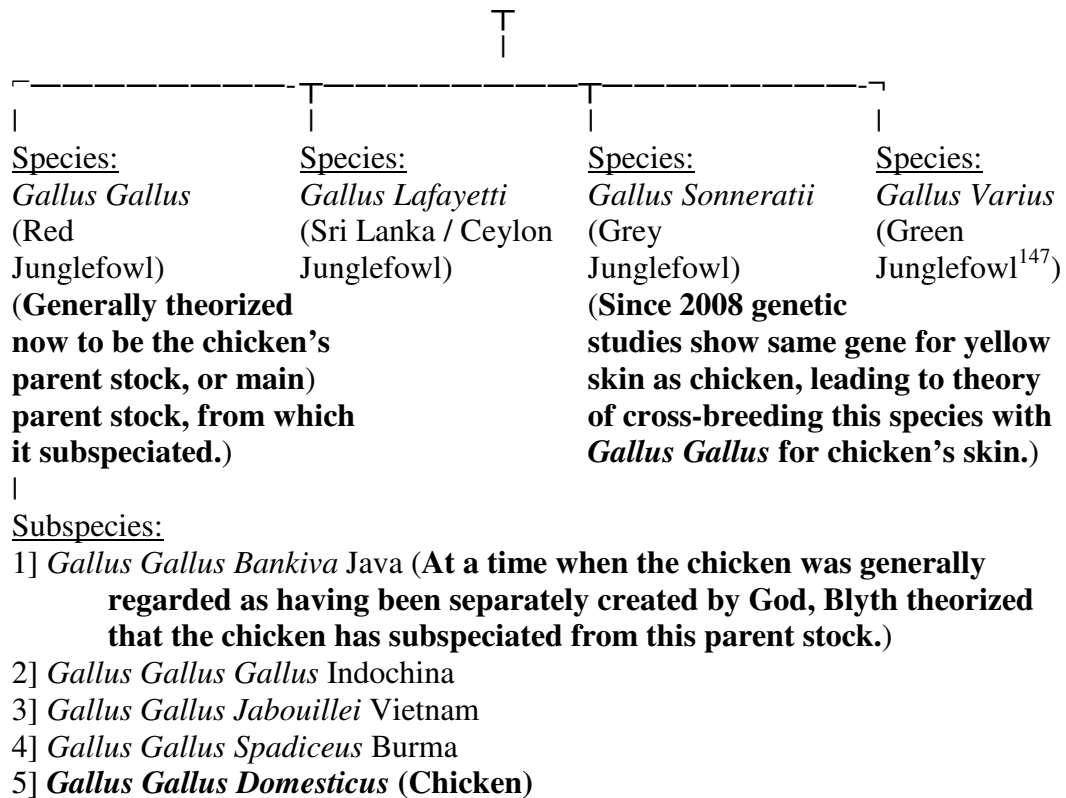 Species: Species: Species: Species:
Gallus Gallus Gallus Lafayetti Gallus Sonneratii Gallus Varius
(Red (Sri Lanka / Ceylon (Grey (Green
Junglefowl) Junglefowl) Junglefowl) Junglefowl147)
(Generally theorized (Since 2008 genetic
now to be the chicken's studies show same gene for yellow
parent stock, or main) skin as chicken, leading to theory
parent stock, from which of cross-breeding this species with
it subspeciated.) Gallus Gallus for chicken's skin.)
Subspecies:
1] Gallus Gallus Bankiva Java (At a time when the chicken was generally
regarded as having been separately created by God, Blyth theorized
that the chicken has subspeciated from this parent stock.)
2] Gallus Gallus Gallus Indochina
3] Gallus Gallus Jabouillei Vietnam
4] Gallus Gallus Spadiceus Burma
5] Gallus Gallus Domesticus (Chicken)